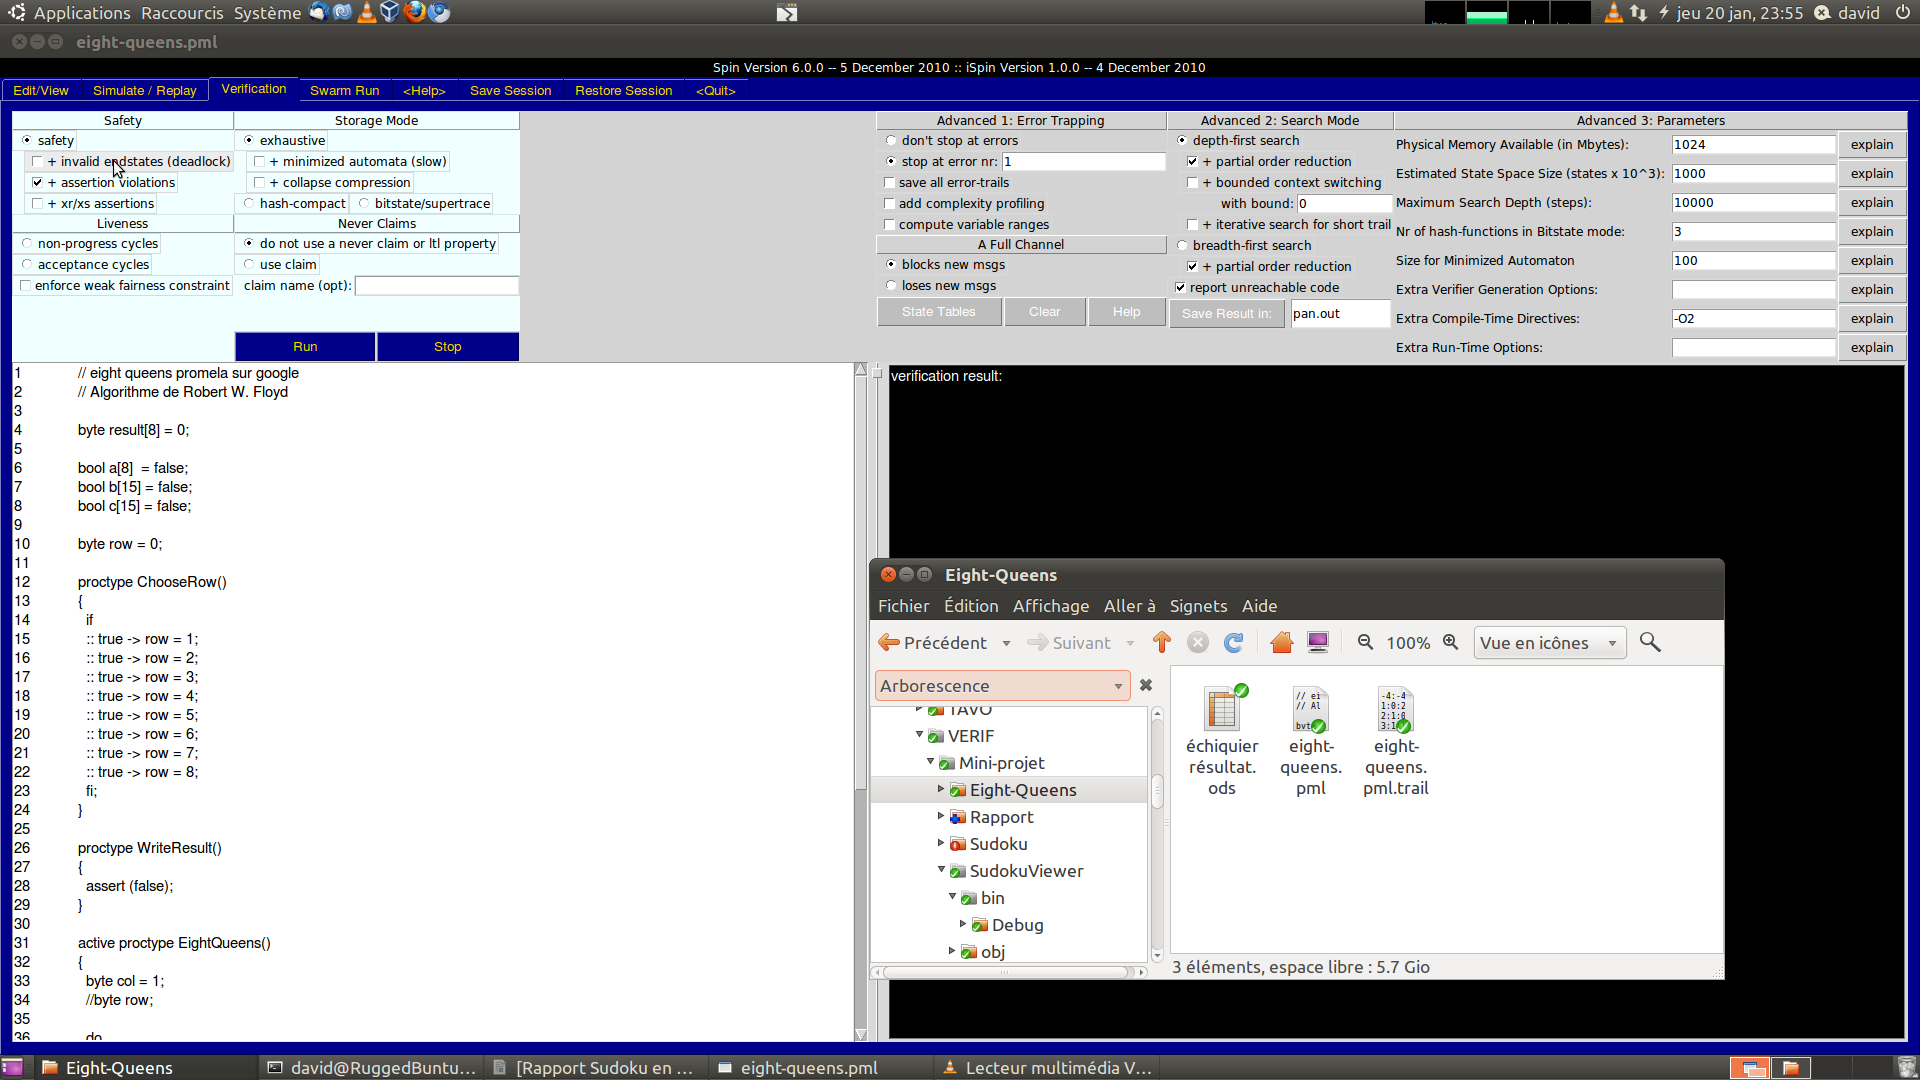 Applications Raccourcis Système jeu 20 jan, 23:55 david
eight-queens.pml
Spin Version 6.0.0 -- 5 December 2010 :: iSpin Version 1.0.0 -- 4 December 2010
Edit/View Simulate / Replay Verification Swarm Run <Help> Save Session Restore Session <Quit>
Safety
safety
+ invalid endstates (deadlock)
+ assertion violations
+ xr/xs assertions
Liveness
non-progress cycles
acceptance cycles
enforce weak fairness constraint
Storage Mode
exhaustive
+ minimized automata (slow)
+ collapse compression
hash-compact bitstate/supertrace
Never Claims
do not use a never claim or ltl property
use claim
claim name (opt):
Run Stop
Advanced 1: Error Trapping
don't stop at errors
stop at error nr: 1
save all error-trails
add complexity profiling
compute variable ranges
A Full Channel
blocks new msgs
loses new msgs
State Tables Clear Help
Advanced 2: Search Mode
depth-first search
+ partial order reduction
+ bounded context switching
with bound: 0
+ iterative search for short trail
breadth-first search
+ partial order reduction
report unreachable code
Save Result in: pan.out
Advanced 3: Parameters
Physical Memory Available (in Mbytes): 1024 explain
Estimated State Space Size (states x 10^3): 1000 explain
Maximum Search Depth (steps): 10000 explain
Nr of hash-functions in Bitstate mode: 3 explain
Size for Minimized Automaton 100 explain
Extra Verifier Generation Options: explain
Extra Compile-Time Directives: -O2 explain
Extra Run-Time Options: explain
1 // eight queens promela sur google
2 // Algorithme de Robert W. Floyd
3
4 byte result[8] = 0;
5
6 bool a[8] = false;
7 bool b[15] = false;
8 bool c[15] = false;
9
10 byte row = 0;
11
12 proctype ChooseRow()
13 {
14 if
15 :: true -> row = 1;
16 :: true -> row = 2;
17 :: true -> row = 3;
18 :: true -> row = 4;
19 :: true -> row = 5;
20 :: true -> row = 6;
21 :: true -> row = 7;
22 :: true -> row = 8;
23 fi;
24 }
25
26 proctype WriteResult()
27 {
28 assert (false);
29 }
30
31 active proctype EightQueens()
32 {
33 byte col = 1;
34 //byte row;
35
36 do
verification result:
Eight-Queens
Fichier Édition Affichage Aller à Signets Aide
Précédent Suivant 100% Vue en icônes
Arborescence
TAVO
VERIF
Mini-projet
Eight-Queens
Rapport
Sudoku
SudokuViewer
bin
Debug
obj
échiquier
résultat.
ods
eight-
queens.
pml
eight-
queens.
pml.trail
3 éléments, espace libre : 5.7 Gio
Eight-Queens david@RuggedBuntu... [Rapport Sudoku en ... eight-queens.pml Lecteur multimédia V...